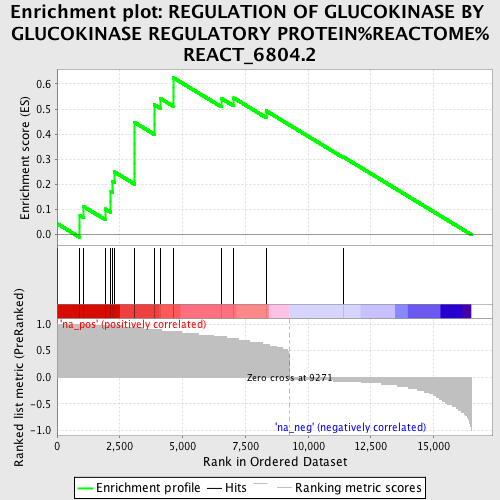 Enrichment plot: REGULATION OF GLUCOKINASE BY
GLUCOKINASE REGULATORY PROTEIN%REACTOME%
REACT_6804.2
Enrichment score (ES)
0.6
0.5
0.4
0.3
0.2
0.1
0.0
Ranked list metric (PreRanked)
1.0
0.5
0.0
-0.5
-1.0
'na_pos' (positively correlated)
Zero cross at 9271
'na_neg' (negatively correlated)
0
2,500
5,000
7,500
10,000
12,500
15,000
Rank in Ordered Dataset
Enrichment profile
Hits
Ranking metric scores